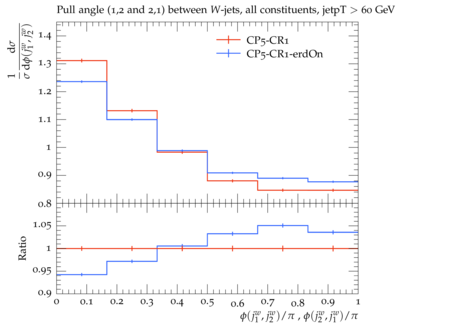 Pull angle (1,2 and 2,1) between W-jets, all constituents, jetpT > 60 GeV
1/σ dσ/dϕ(j₁ʷ, j₂ʷ)
CP5-CR1
CP5-CR1-erdOn
1.4
1.3
1.2
1.1
1.0
0.9
0.8
Ratio
1.05
1.0
0.95
0.9
0 0.1 0.2 0.3 0.4 0.5 0.6 0.7 0.8 0.9 1
ϕ(j₁ʷ, j₂ʷ)/π , ϕ(j₂ʷ, j₁ʷ)/π